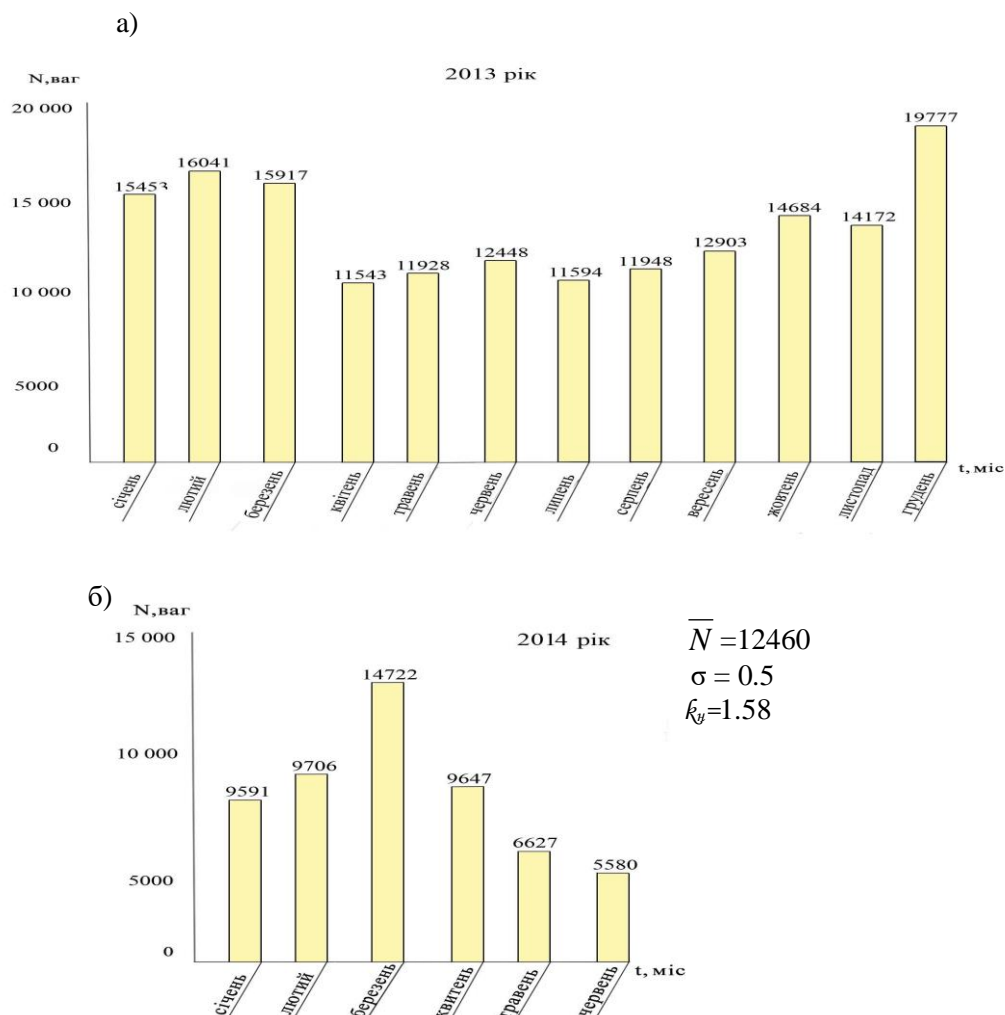 а)
N,ваг
2013 рік
20 000
15 000
10 000
5000
0
15453
16041
15917
11543
11928
12448
11594
11948
12903
14684
14172
19777
січень
лютий
березень
квітень
травень
червень
липень
серпень
вересень
жовтень
листопад
грудень
t, міс
б)
N,ваг
2014 рік
15 000
10 000
5000
0
9591
9706
14722
9647
6627
5580
січень
лютий
березень
квитень
травень
червень
t, міс
N̅ =12460
σ = 0.5
kн=1.58